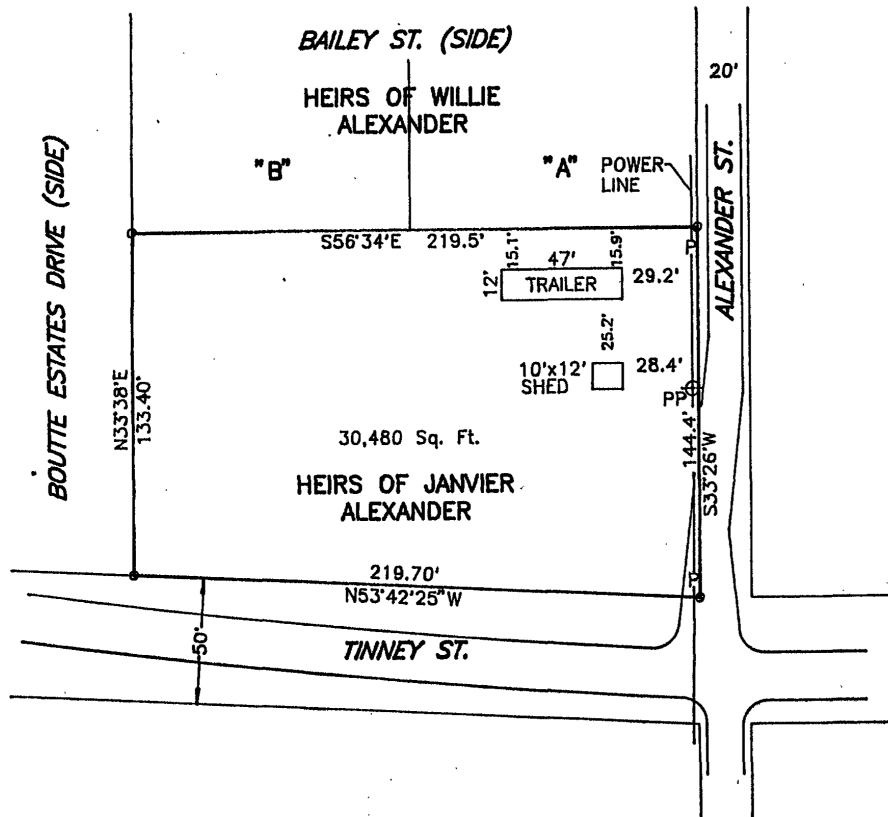 BAILEY ST. (SIDE)
20'
HEIRS OF WILLIE
ALEXANDER
"B"
"A"
POWER
LINE
BOUTTE ESTATES DRIVE (SIDE)
ALEXANDER ST.
S56°34'E 219.5'
P
15.1'
47'
15.9'
29.2'
12'
TRAILER
25.2'
10'x12'
SHED
28.4'
PP
N33°38'E
133.40'
144.4'
S33°26'W
30,480 Sq. Ft.
HEIRS OF JANVIER
ALEXANDER
219.70'
N53°42'25"W
P
50'
TINNEY ST.